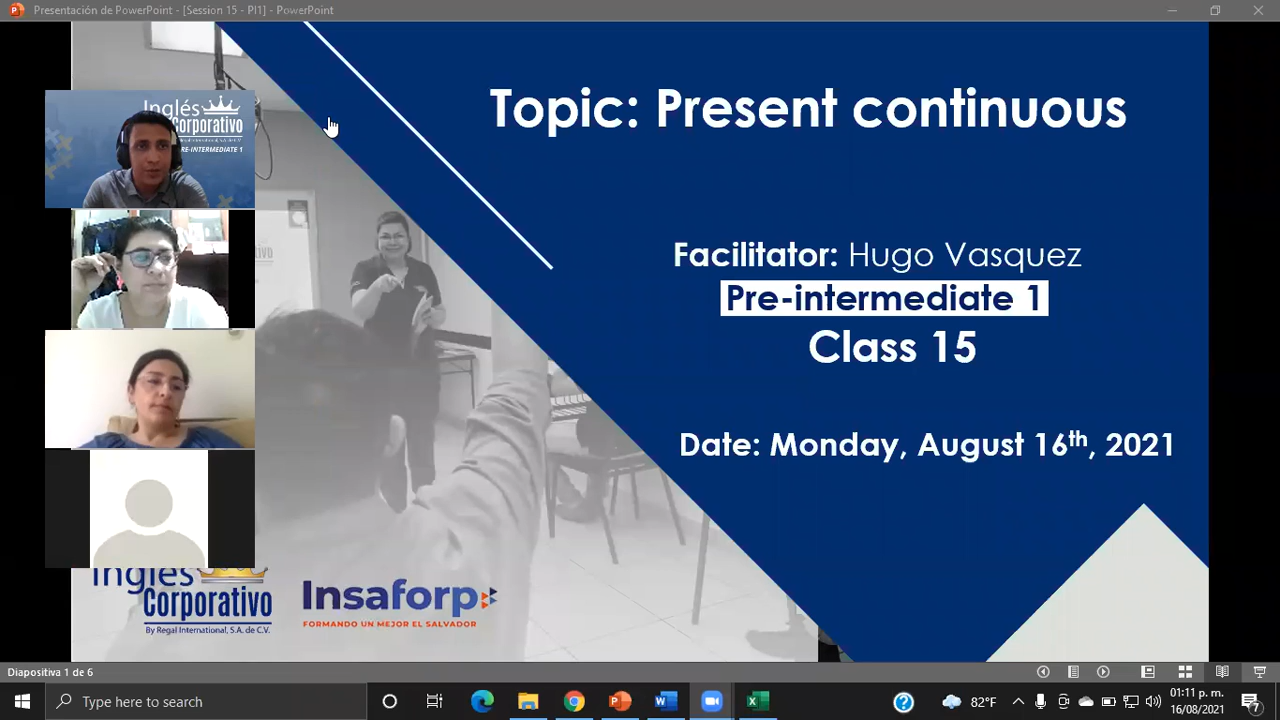 Presentación de PowerPoint - [Session 15 - PI1] - PowerPoint
Topic: Present continuous
Inglés
Corporativo
PRE-INTERMEDIATE 1
Facilitator: Hugo Vasquez
Pre-intermediate 1
Class 15
Date: Monday, August 16th, 2021
Inglés
Corporativo
By Regal International, S.A. de C.V.
Insaforp
FORMANDO UN MEJOR EL SALVADOR
Diapositiva 1 de 6
Type here to search
82°F
01:11 p. m.
16/08/2021
7